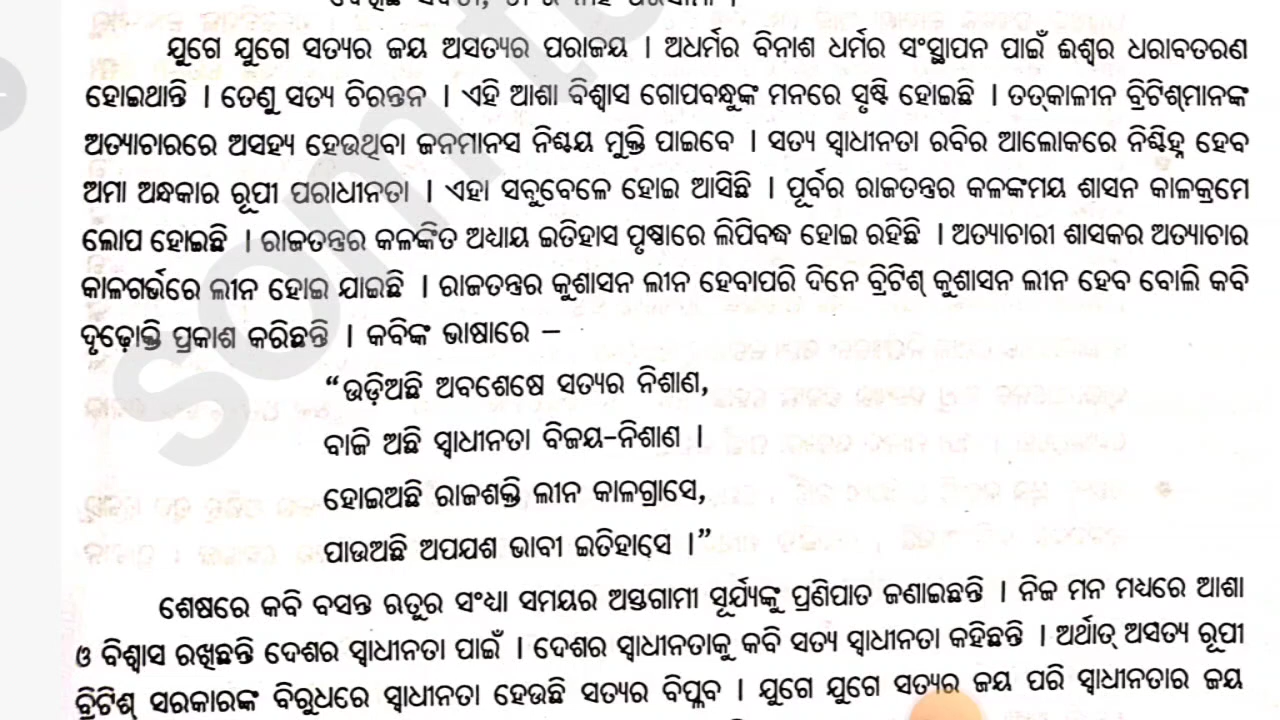 ଯୁଗେ ଯୁଗେ ସତ୍ୟର ଜୟ ଅସତ୍ୟର ପରାଜୟ । ଅଧର୍ମର ବିନାଶ ଧର୍ମର ସଂସ୍ଥାପନ ପାଇଁ ଈଶ୍ୱର ଧରାବତରଣ
ହୋଇଥାନ୍ତି । ତେଣୁ ସତ୍ୟ ଚିରନ୍ତନ । ଏହି ଆଶା ବିଶ୍ୱାସ ଗୋପବନ୍ଧୁଙ୍କ ମନରେ ସୃଷ୍ଟି ହୋଇଛି । ତତ୍‌କାଳୀନ ବ୍ରିଟିଶ୍‌ମାନଙ୍କ
ଅତ୍ୟାଚାରରେ ଅସହ୍ୟ ହେଉଥିବା ଜନମାନସ ନିଶ୍ଚୟ ମୁକ୍ତି ପାଇବେ । ସତ୍ୟ ସ୍ୱାଧୀନତା ରବିର ଆଲୋକରେ ନିଶ୍ଚିହ୍ନ ହେବ
ଅମା ଅନ୍ଧକାର ରୂପୀ ପରାଧୀନତା । ଏହା ସବୁବେଳେ ହୋଇ ଆସିଛି । ପୂର୍ବର ରାଜତନ୍ତ୍ରର କଳଙ୍କମୟ ଶାସନ କାଳକ୍ରମେ
ଲୋପ ହୋଇଛି । ରାଜତନ୍ତ୍ରର କଳଙ୍କିତ ଅଧ୍ୟାୟ ଇତିହାସ ପୃଷ୍ଠାରେ ଲିପିବଦ୍ଧ ହୋଇ ରହିଛି । ଅତ୍ୟାଚାରୀ ଶାସକର ଅତ୍ୟାଚାର
କାଳଗର୍ଭରେ ଲୀନ ହୋଇ ଯାଇଛି । ରାଜତନ୍ତ୍ରର କୁଶାସନ ଲୀନ ହେବାପରି ଦିନେ ବ୍ରିଟିଶ୍ କୁଶାସନ ଲୀନ ହେବ ବୋଲି କବି
ଦୃଢ଼ୋକ୍ତି ପ୍ରକାଶ କରିଛନ୍ତି । କବିଙ୍କ ଭାଷାରେ –
“ଉଡ଼ିଅଛି ଅବଶେଷେ ସତ୍ୟର ନିଶାଣ,
ବାଜି ଅଛି ସ୍ୱାଧୀନତା ବିଜୟ-ନିଶାଣ ।
ହୋଇଅଛି ରାଜଶକ୍ତି ଲୀନ କାଳଗ୍ରାସେ,
ପାଉଅଛି ଅପଯଶ ଭାବୀ ଇତିହାସେ ।”
ଶେଷରେ କବି ବସନ୍ତ ଋତୁର ସଂଧ୍ୟା ସମୟର ଅସ୍ତଗାମୀ ସୂର୍ଯ୍ୟଙ୍କୁ ପ୍ରଣିପାତ ଜଣାଇଛନ୍ତି । ନିଜ ମନ ମଧ୍ୟରେ ଆଶା
ଓ ବିଶ୍ୱାସ ରଖିଛନ୍ତି ଦେଶର ସ୍ୱାଧୀନତା ପାଇଁ । ଦେଶର ସ୍ୱାଧୀନତାକୁ କବି ସତ୍ୟ ସ୍ୱାଧୀନତା କହିଛନ୍ତି । ଅର୍ଥାତ୍ ଅସତ୍ୟ ରୂପୀ
ବ୍ରିଟିଶ୍ ସରକାରଙ୍କ ବିରୁଧରେ ସ୍ୱାଧୀନତା ହେଉଛି ସତ୍ୟର ବିପ୍ଳବ । ଯୁଗେ ଯୁଗେ ସତ୍ୟର ଜୟ ପରି ସ୍ୱାଧୀନତାର ଜୟ